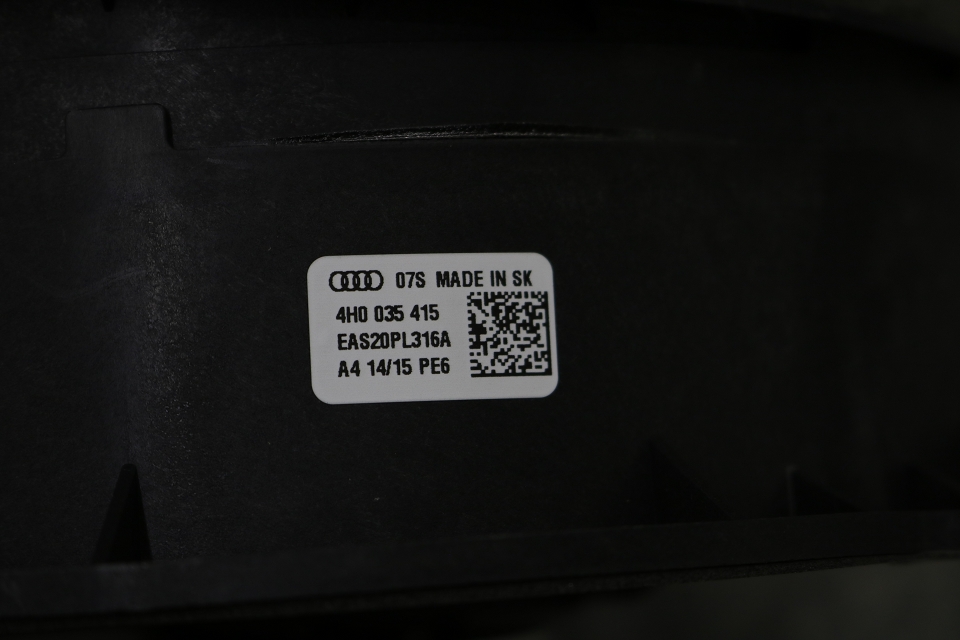 07S MADE IN SK
4H0 035 415
EAS20PL316A
A4 14/15 PE6